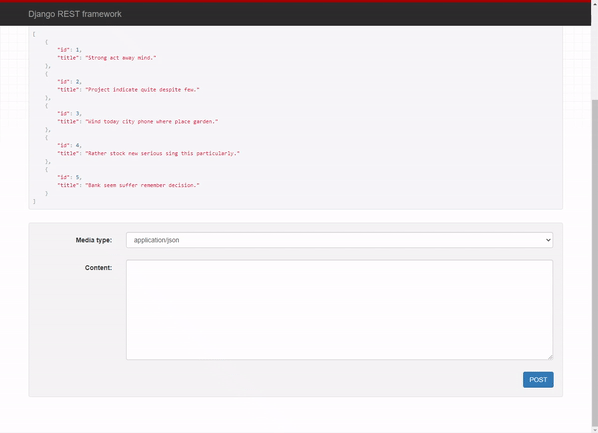 Django REST framework
[
{
"id": 1,
"title": "Strong act away mind."
},
{
"id": 2,
"title": "Project indicate quite despite few."
},
{
"id": 3,
"title": "Wind today city phone where place garden."
},
{
"id": 4,
"title": "Rather stock new serious sing this particularly."
},
{
"id": 5,
"title": "Bank seem suffer remember decision."
}
]
Media type: application/json
Content:
POST